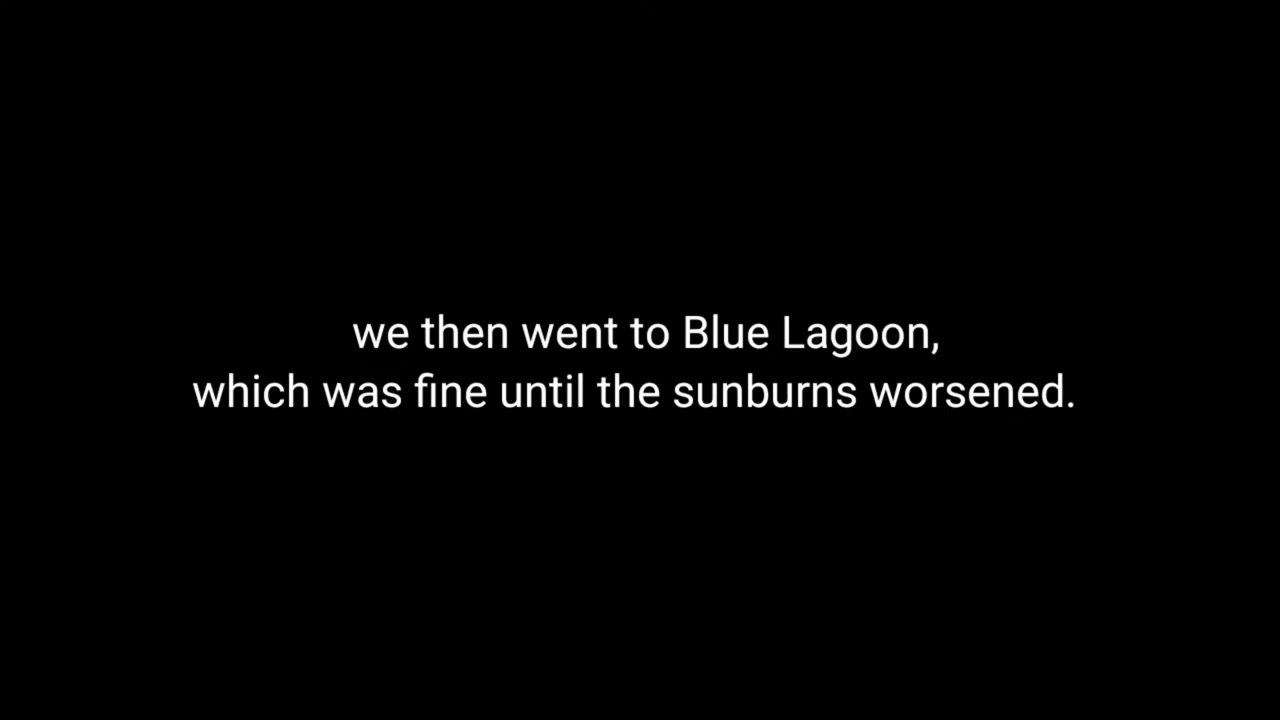 we then went to Blue Lagoon,
which was fine until the sunburns worsened.